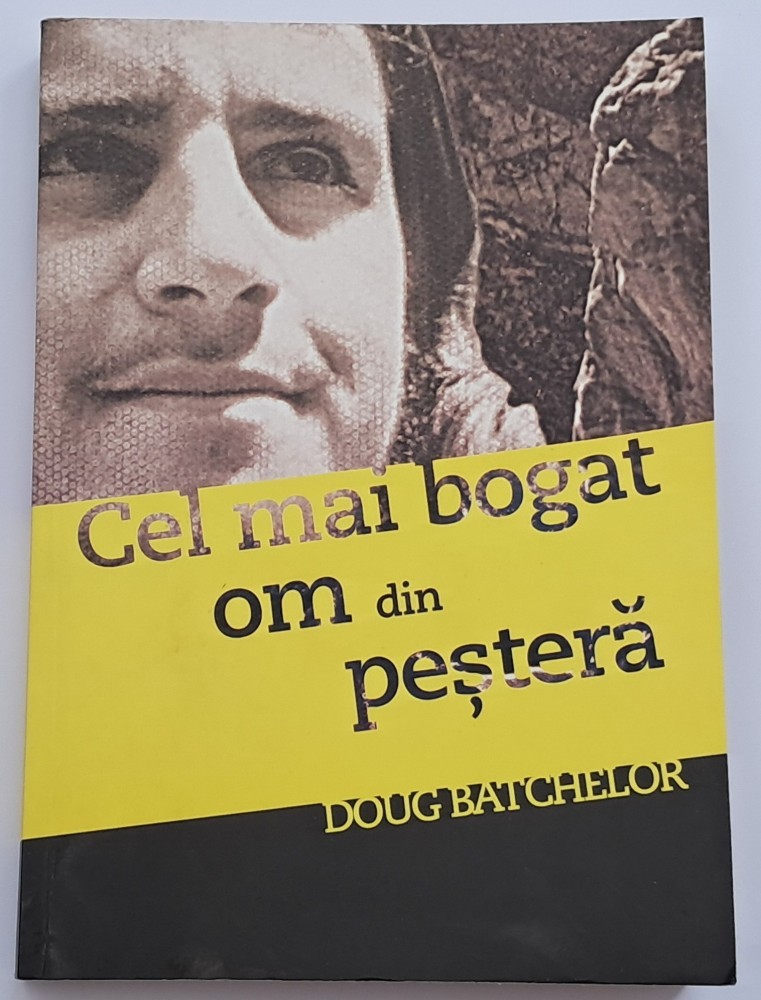 Cel mai bogat
om din
peșteră
DOUG BATCHELOR